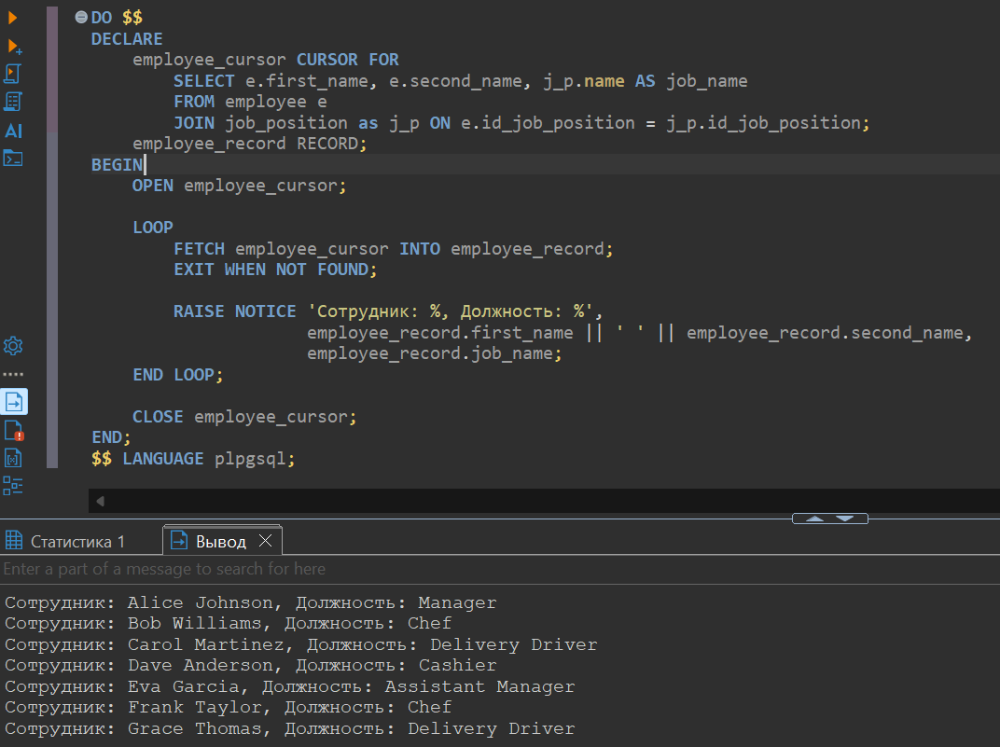 DO $$
DECLARE
employee_cursor CURSOR FOR
SELECT e.first_name, e.second_name, j_p.name AS job_name
FROM employee e
JOIN job_position as j_p ON e.id_job_position = j_p.id_job_position;
employee_record RECORD;
BEGIN
OPEN employee_cursor;
LOOP
FETCH employee_cursor INTO employee_record;
EXIT WHEN NOT FOUND;
RAISE NOTICE 'Сотрудник: %, Должность: %',
employee_record.first_name || ' ' || employee_record.second_name,
employee_record.job_name;
END LOOP;
CLOSE employee_cursor;
END;
$$ LANGUAGE plpgsql;
AI
Статистика 1 Вывод
Enter a part of a message to search for here
Сотрудник: Alice Johnson, Должность: Manager
Сотрудник: Bob Williams, Должность: Chef
Сотрудник: Carol Martinez, Должность: Delivery Driver
Сотрудник: Dave Anderson, Должность: Cashier
Сотрудник: Eva Garcia, Должность: Assistant Manager
Сотрудник: Frank Taylor, Должность: Chef
Сотрудник: Grace Thomas, Должность: Delivery Driver